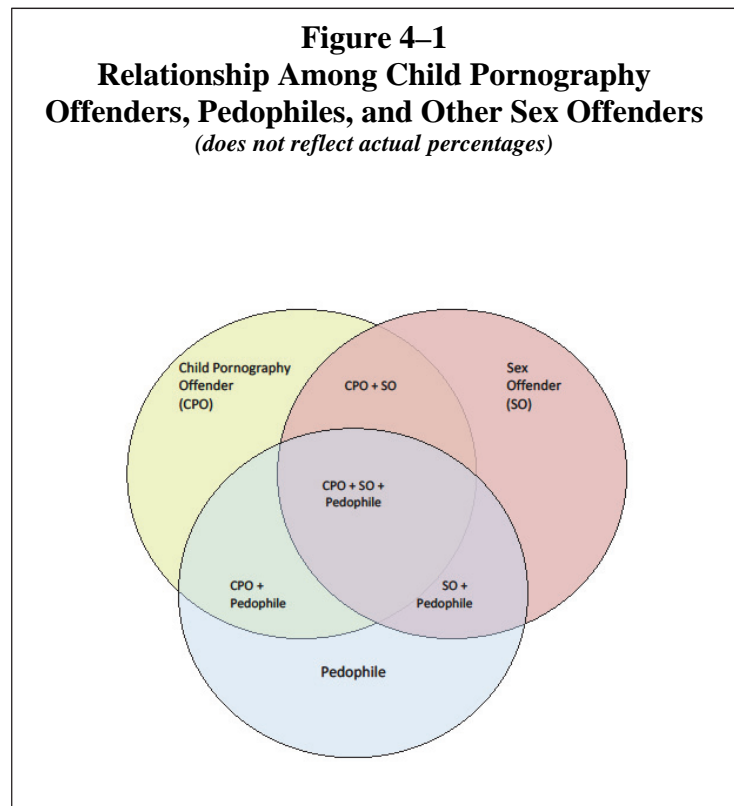 Figure 4–1
Relationship Among Child Pornography
Offenders, Pedophiles, and Other Sex Offenders
(does not reflect actual percentages)
Child Pornography
Offender
(CPO)
CPO + SO
Sex
Offender
(SO)
CPO + SO +
Pedophile
CPO +
Pedophile
SO +
Pedophile
Pedophile